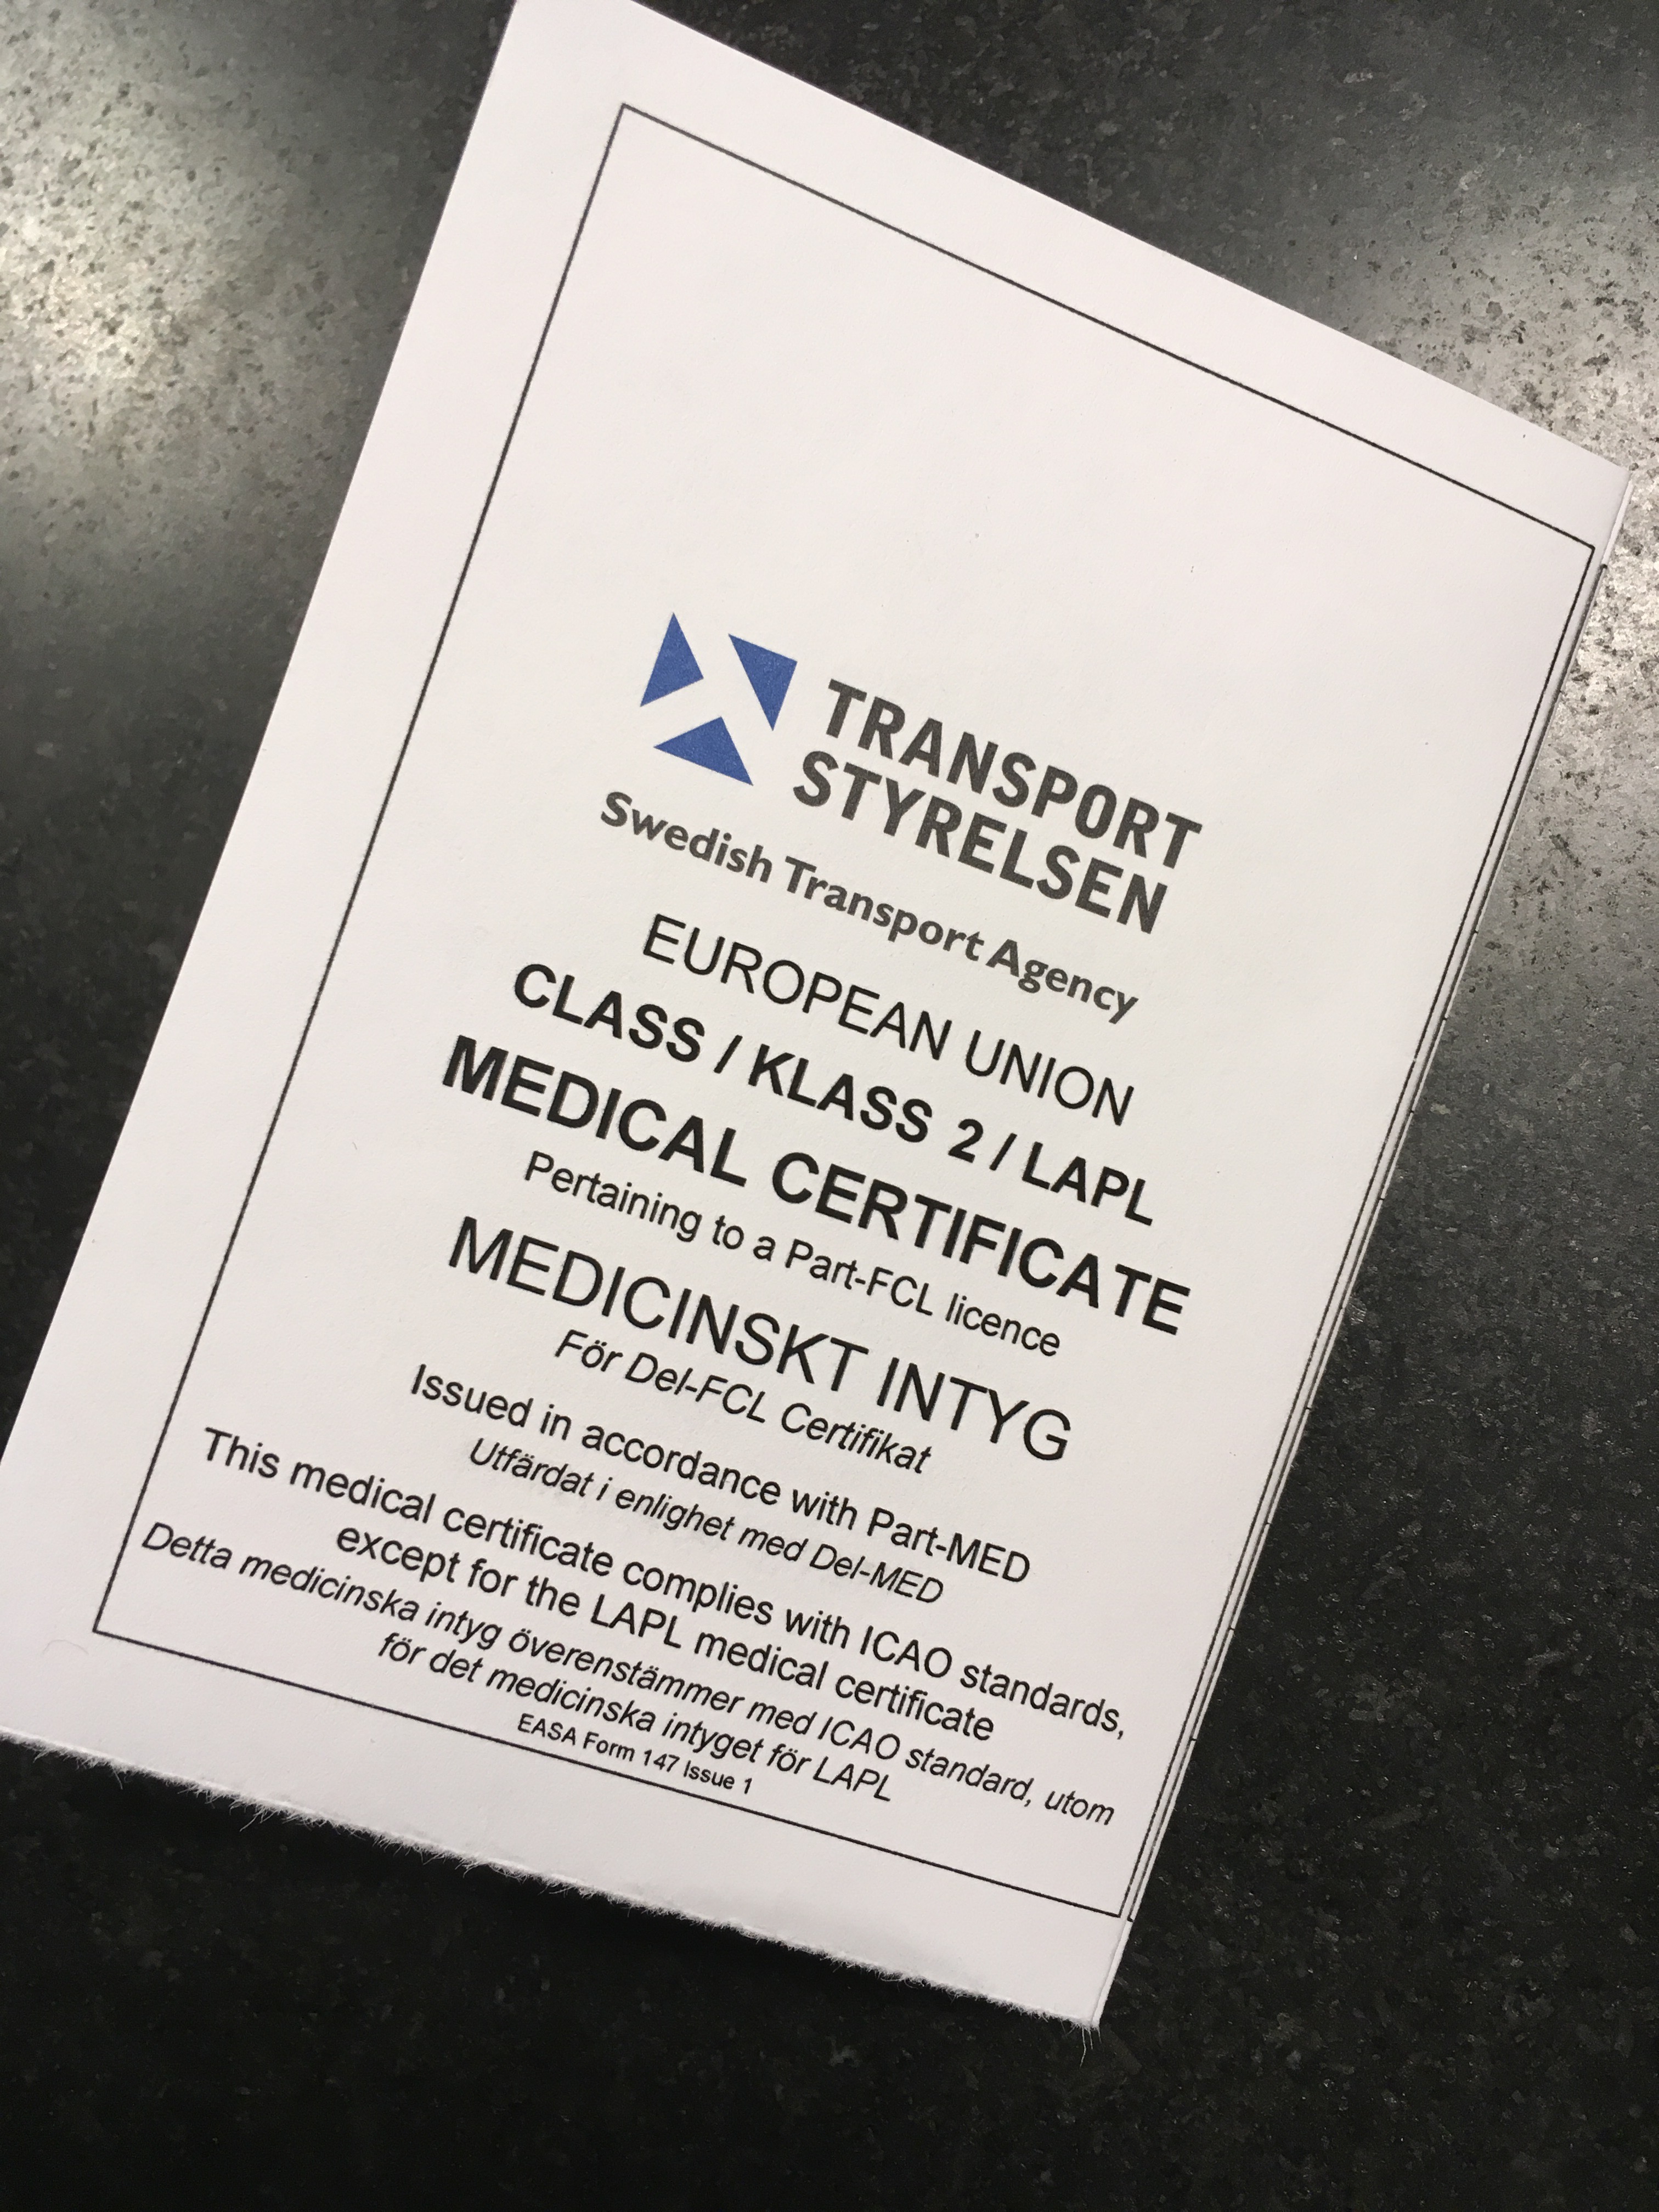 TRANSPORT
STYRELSEN
Swedish Transport Agency
EUROPEAN UNION
CLASS / KLASS 2 / LAPL
MEDICAL CERTIFICATE
Pertaining to a Part-FCL licence
MEDICINSKT INTYG
För Del-FCL Certifikat
Issued in accordance with Part-MED
Utfärdat i enlighet med Del-MED
This medical certificate complies with ICAO standards,
except for the LAPL medical certificate
Detta medicinska intyg överenstämmer med ICAO standard, utom
för det medicinska intyget för LAPL
EASA Form 147 Issue 1